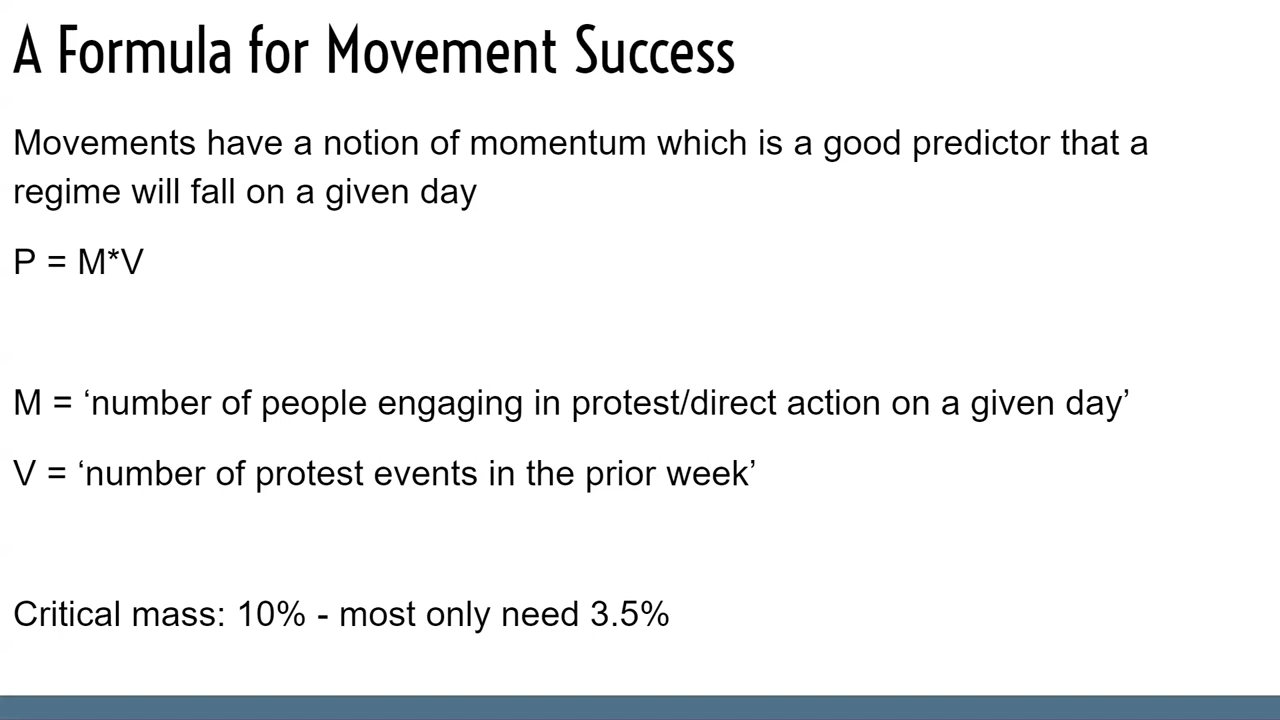 A Formula for Movement Success
Movements have a notion of momentum which is a good predictor that a
regime will fall on a given day
P = M*V
M = ‘number of people engaging in protest/direct action on a given day’
V = ‘number of protest events in the prior week’
Critical mass: 10% - most only need 3.5%